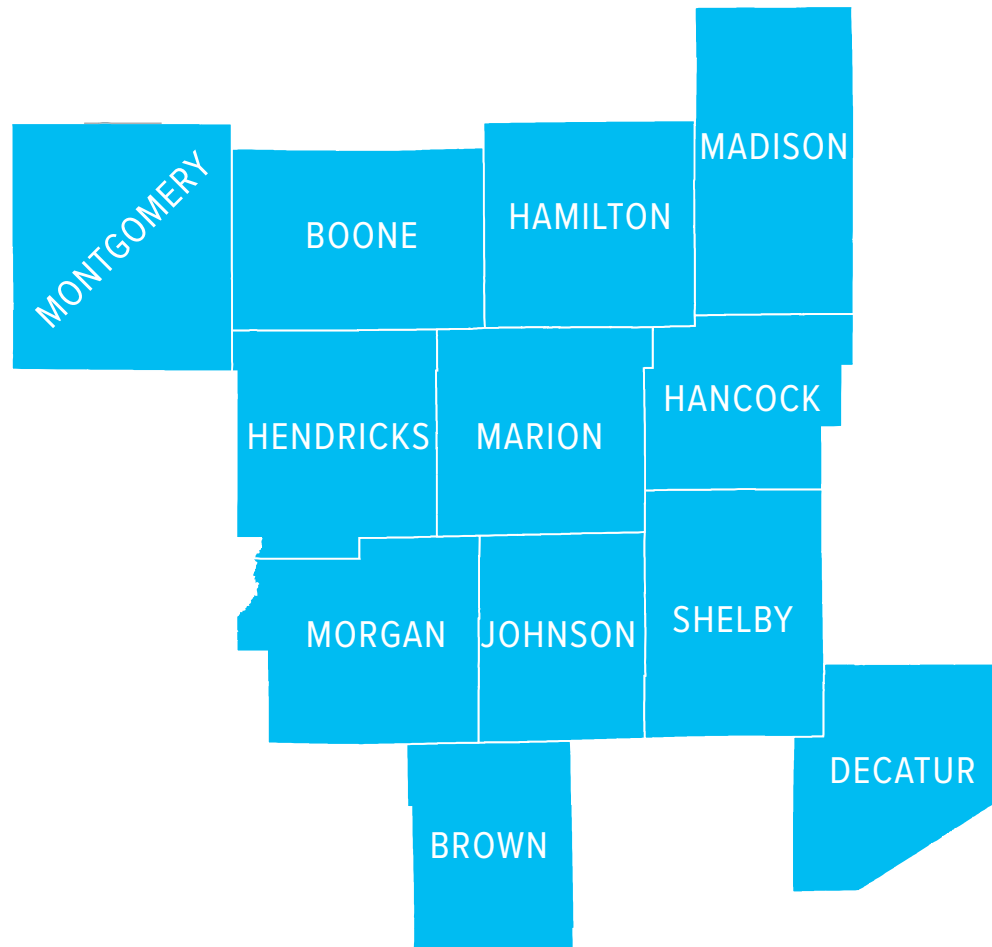 MADISON
MONTGOMERY
HAMILTON
BOONE
HANCOCK
HENDRICKS
MARION
SHELBY
MORGAN
JOHNSON
DECATUR
BROWN